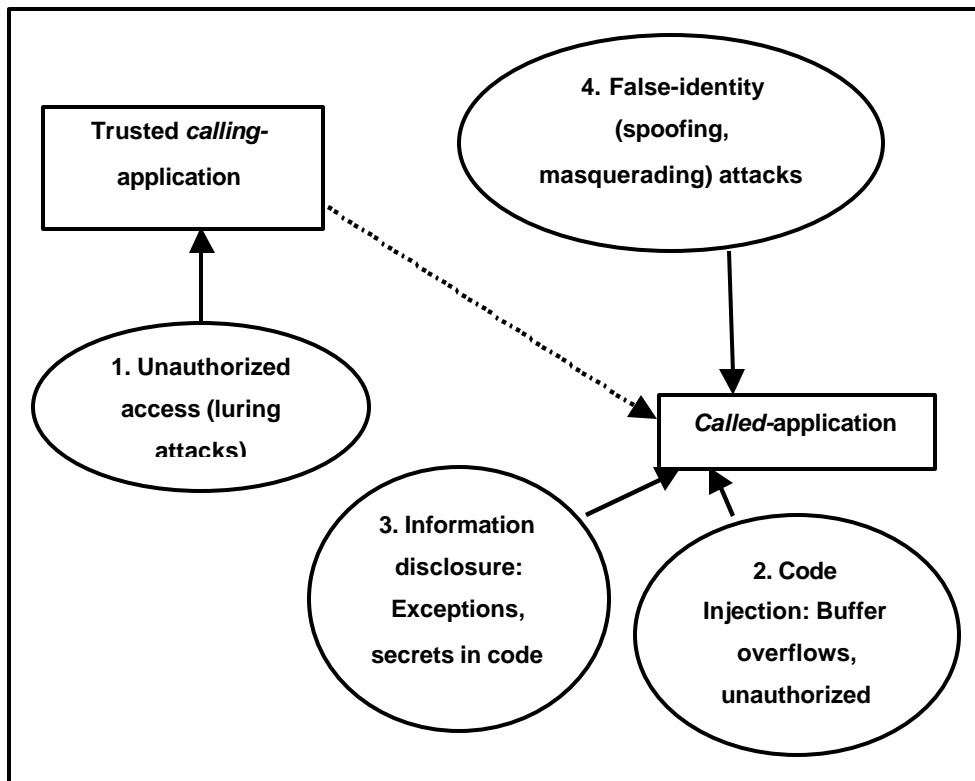 Trusted calling-
application
4. False-identity
(spoofing,
masquerading) attacks
1. Unauthorized
access (luring
attacks)
Called-application
3. Information
disclosure:
Exceptions,
secrets in code
2. Code
Injection: Buffer
overflows,
unauthorized